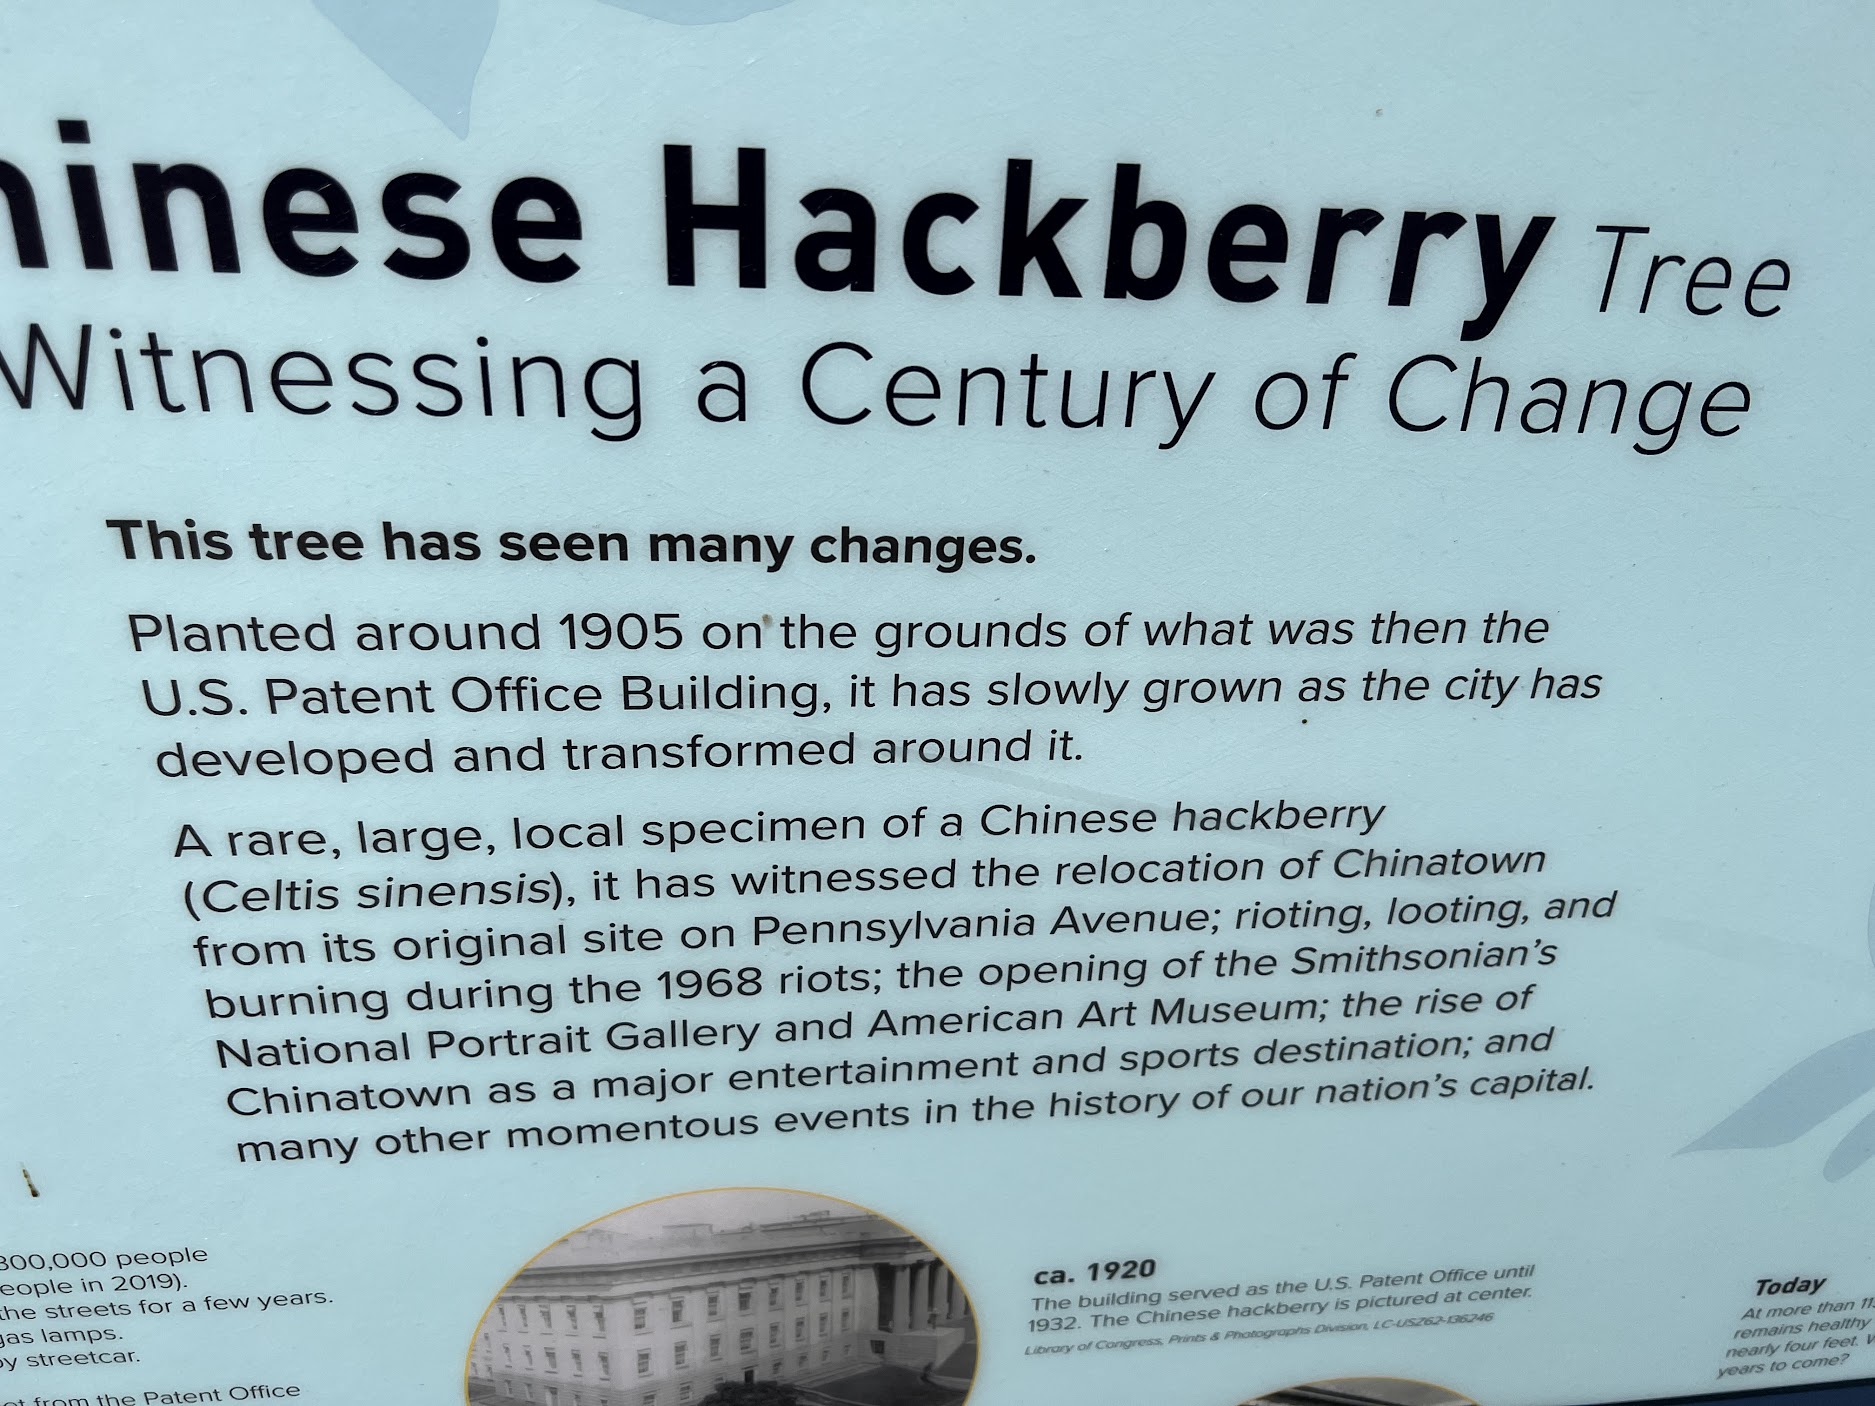 hinese Hackberry Tree
Witnessing a Century of Change
This tree has seen many changes.
Planted around 1905 on the grounds of what was then the
U.S. Patent Office Building, it has slowly grown as the city has
developed and transformed around it.
A rare, large, local specimen of a Chinese hackberry
(Celtis sinensis), it has witnessed the relocation of Chinatown
from its original site on Pennsylvania Avenue; rioting, looting, and
burning during the 1968 riots; the opening of the Smithsonian's
National Portrait Gallery and American Art Museum; the rise of
Chinatown as a major entertainment and sports destination; and
many other momentous events in the history of our nation's capital.
300,000 people
eople in 2019).
the streets for a few years.
gas lamps.
by streetcar.
from the Patent Office
ca. 1920
The building served as the U.S. Patent Office until
1932. The Chinese hackberry is pictured at center.
Library of Congress, Prints & Photographs Division, LC-USZ62-136246
Today
At more than
remains healthy
nearly four feet.
years to come?